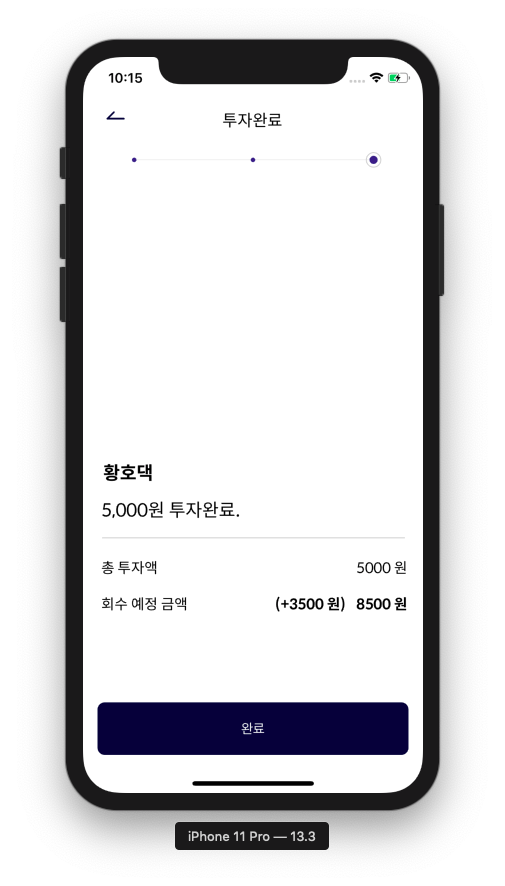 10:15
투자완료
황호댁
5,000원 투자완료.
총 투자액 5000 원
회수 예정 금액 (+3500 원) 8500 원
완료
iPhone 11 Pro — 13.3